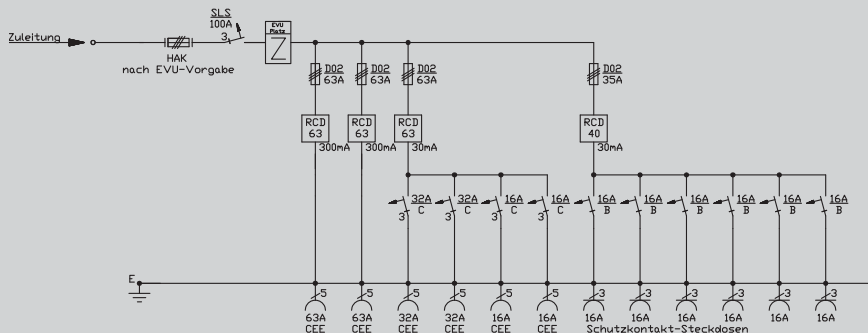 SLS
100A
3
EVU
Platz
Z
Zuleitung
HAK
nach EVU-Vorgabe
D02
63A
D02
63A
D02
63A
D02
35A
RCD
63
300mA
RCD
63
300mA
RCD
63
30mA
RCD
40
30mA
32A
C
3
32A
C
3
16A
C
3
16A
C
3
16A
B
16A
B
16A
B
16A
B
16A
B
16A
B
E
5
5
5
5
5
5
3
3
3
3
3
3
63A
CEE
63A
CEE
32A
CEE
32A
CEE
16A
CEE
16A
CEE
16A
16A
16A
16A
16A
16A
Schutzkontakt-Steckdosen